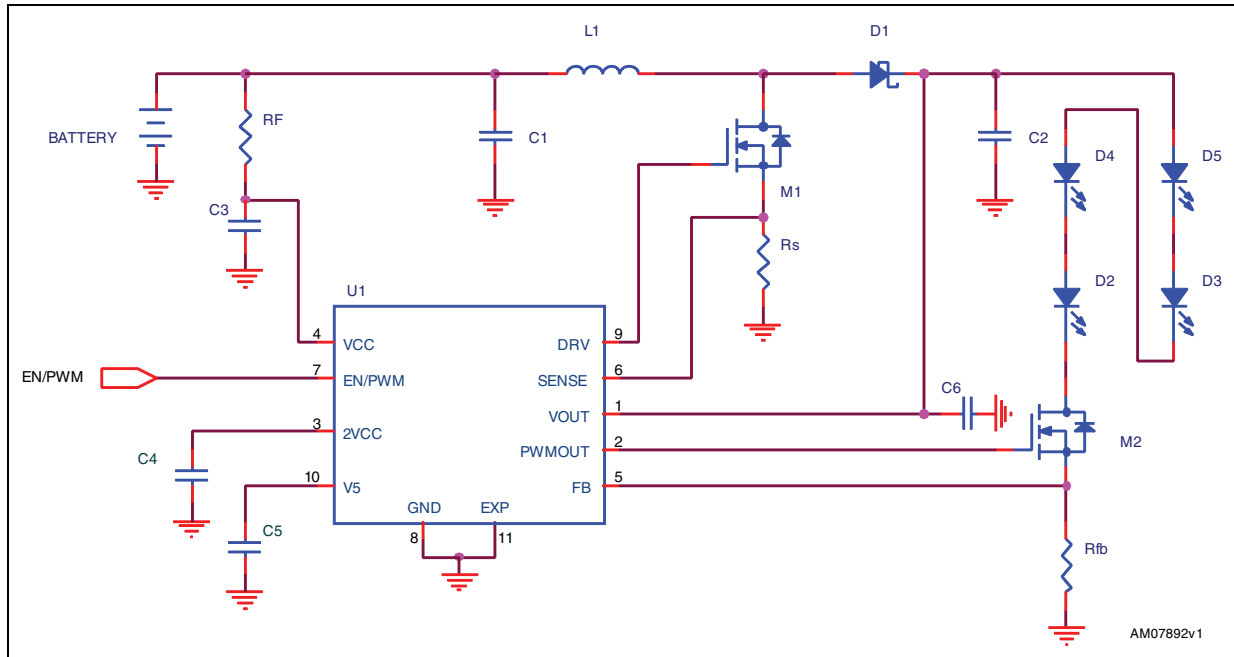 L1
D1
RF
BATTERY
C1
C2
D4
D5
M1
C3
Rs
U1
D2
D3
4
VCC
DRV
9
EN/PWM
7
EN/PWM
SENSE
6
C6
VOUT
1
3
2VCC
PWMOUT
2
M2
C4
10
V5
FB
5
GND
EXP
C5
8
11
Rfb
AM07892v1